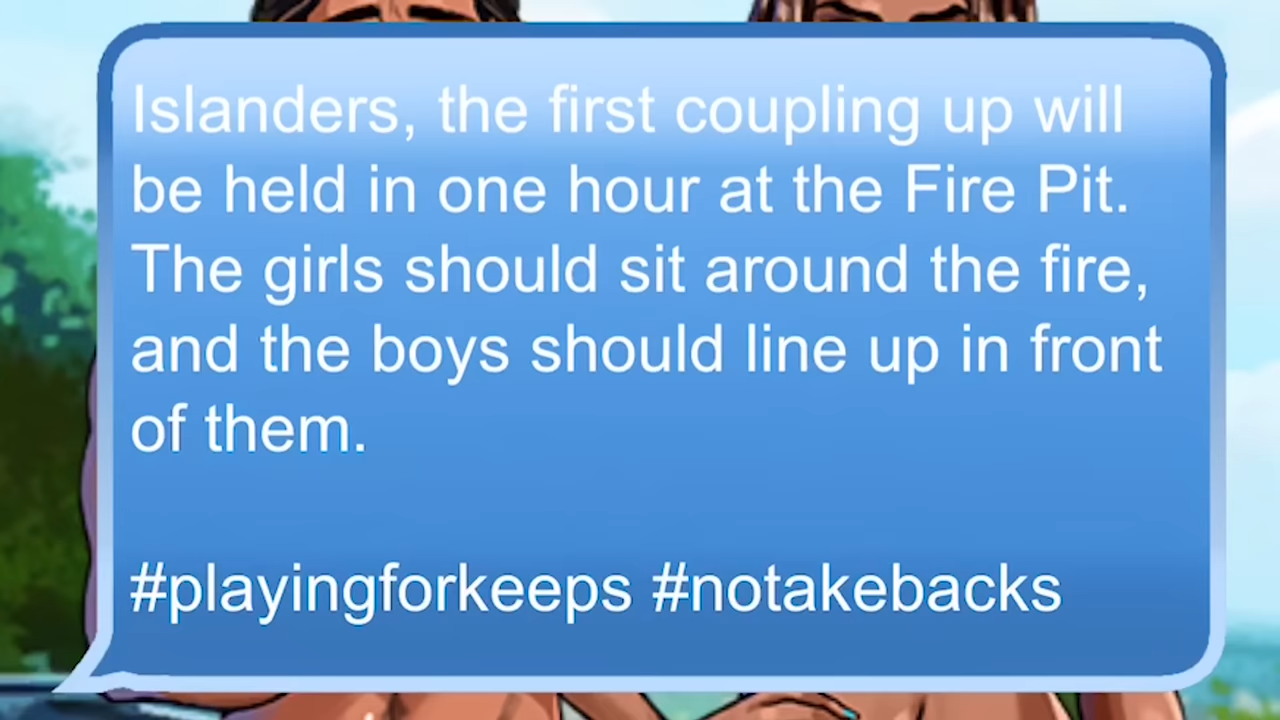 Islanders, the first coupling up will
be held in one hour at the Fire Pit.
The girls should sit around the fire,
and the boys should line up in front
of them.
#playingforkeeps #notakebacks